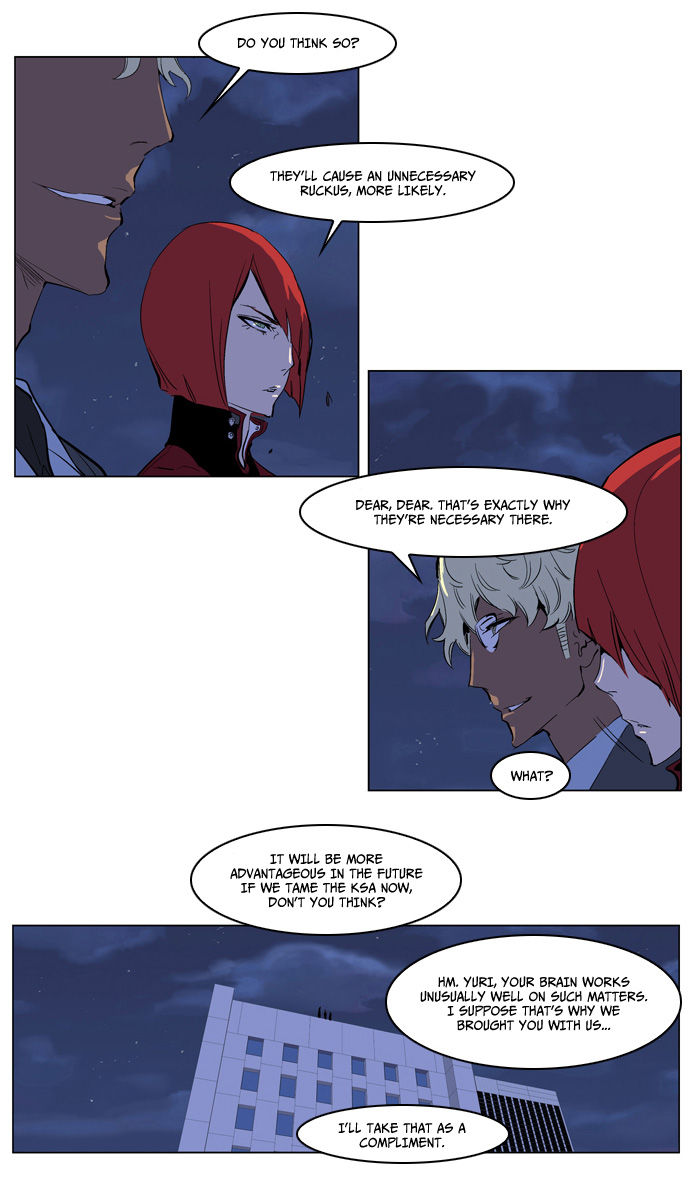 DO YOU THINK SO?
THEY'LL CAUSE AN UNNECESSARY
RUCKUS, MORE LIKELY.
DEAR, DEAR. THAT'S EXACTLY WHY
THEY'RE NECESSARY THERE.
WHAT?
IT WILL BE MORE
ADVANTAGEOUS IN THE FUTURE
IF WE TAME THE KSA NOW,
DON'T YOU THINK?
HM. YURI, YOUR BRAIN WORKS
UNUSUALLY WELL ON SUCH MATTERS.
I SUPPOSE THAT'S WHY WE
BROUGHT YOU WITH US...
I'LL TAKE THAT AS A
COMPLIMENT.